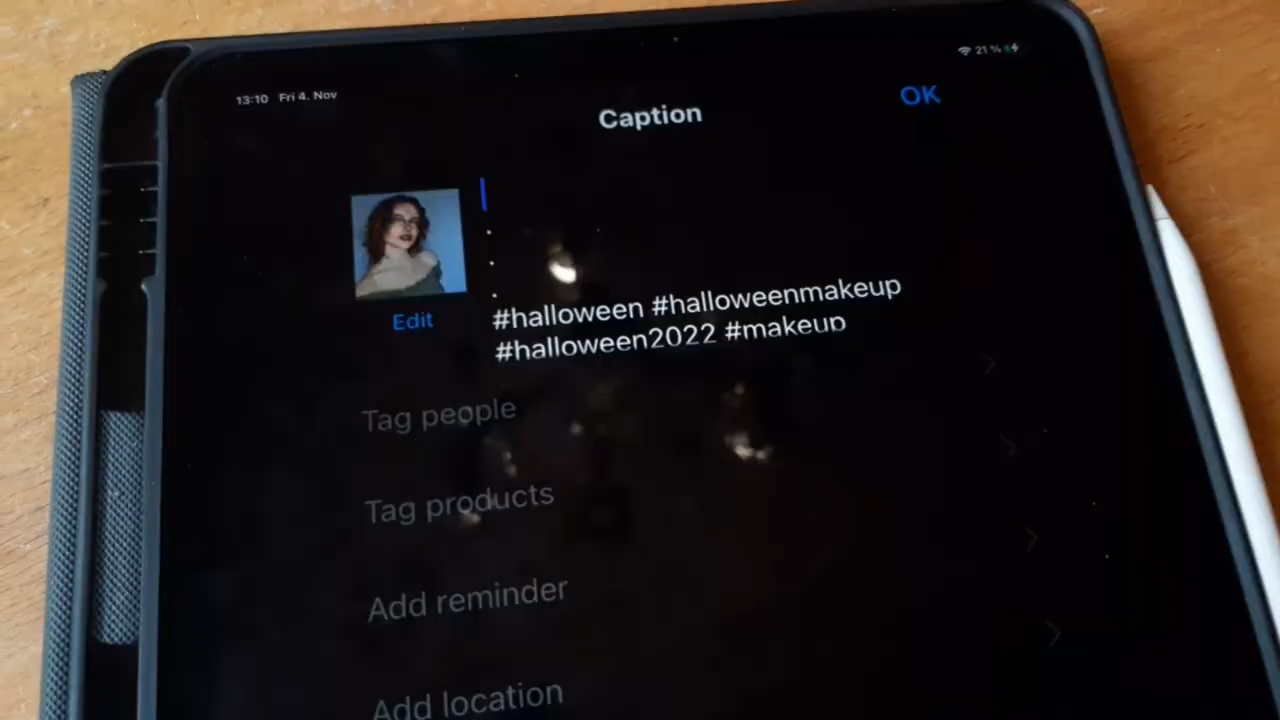 13:10 Fri 4. Nov
21 %
Caption
OK
.
.
.
#halloween #halloweenmakeup
#halloween2022 #makeup
Edit
Tag people
Tag products
Add reminder
Add location